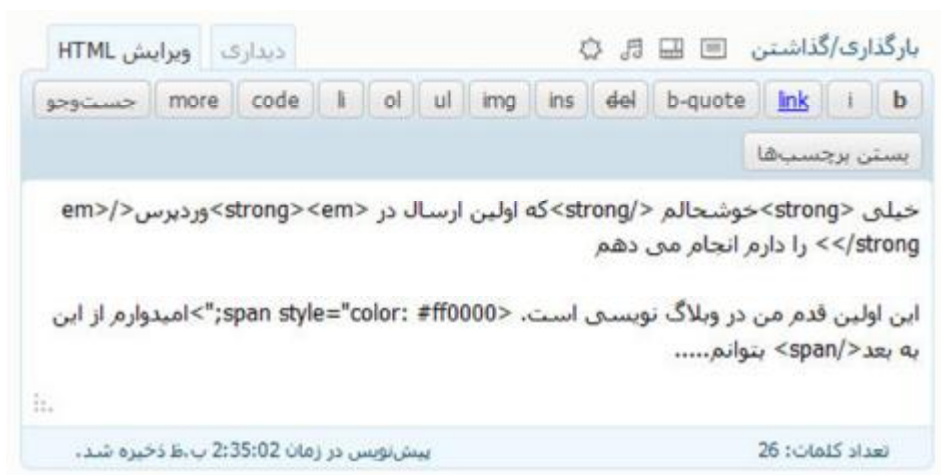 بارگذاری/گذاشتن
دیداری
ویرایش HTML
b i link b-quote del ins img ul ol li code more جست‌وجو
بستن برچسب‌ها
خیلی <strong>خوشحالم </strong>که اولین ارسال در <strong><em>وردپرس</em></strong> را دارم انجام می دهم
این اولین قدم من در وبلاگ نویسی است. <span style="color: #ff0000;">امیدوارم از این
به بعد</span> بتوانم.....
تعداد کلمات: 26
پیش‌نویس در زمان 2:35:02 ب.ظ ذخیره شد.